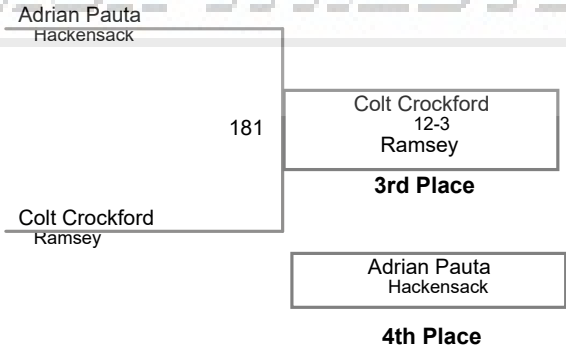 Adrian Pauta
Hackensack
181
Colt Crockford
12-3
Ramsey
3rd Place
Colt Crockford
Ramsey
Adrian Pauta
Hackensack
4th Place